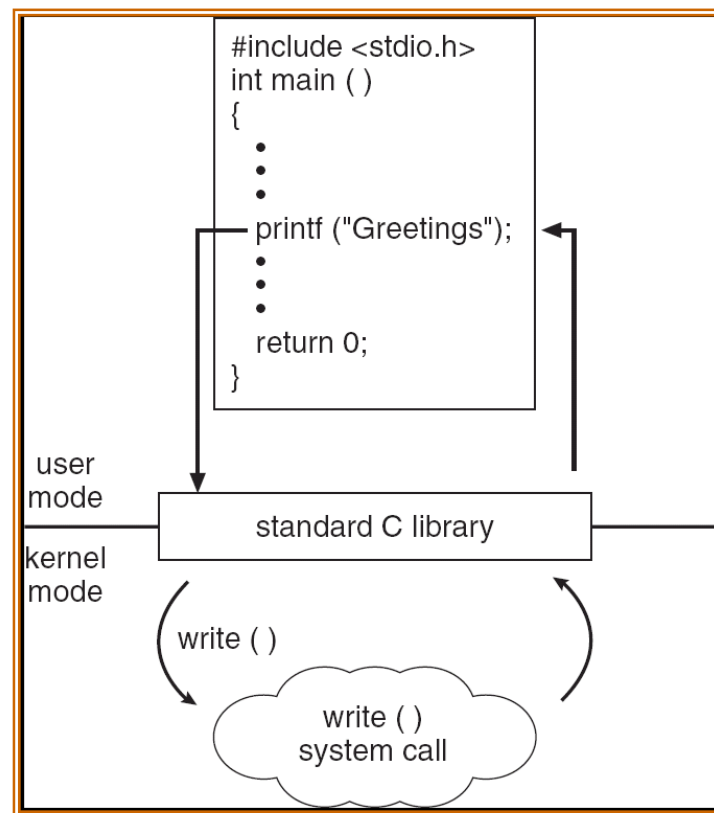 #include <stdio.h>
int main ( )
{
•
•
•
printf ("Greetings");
•
•
•
return 0;
}
user
mode
standard C library
kernel
mode
write ( )
write ( )
system call